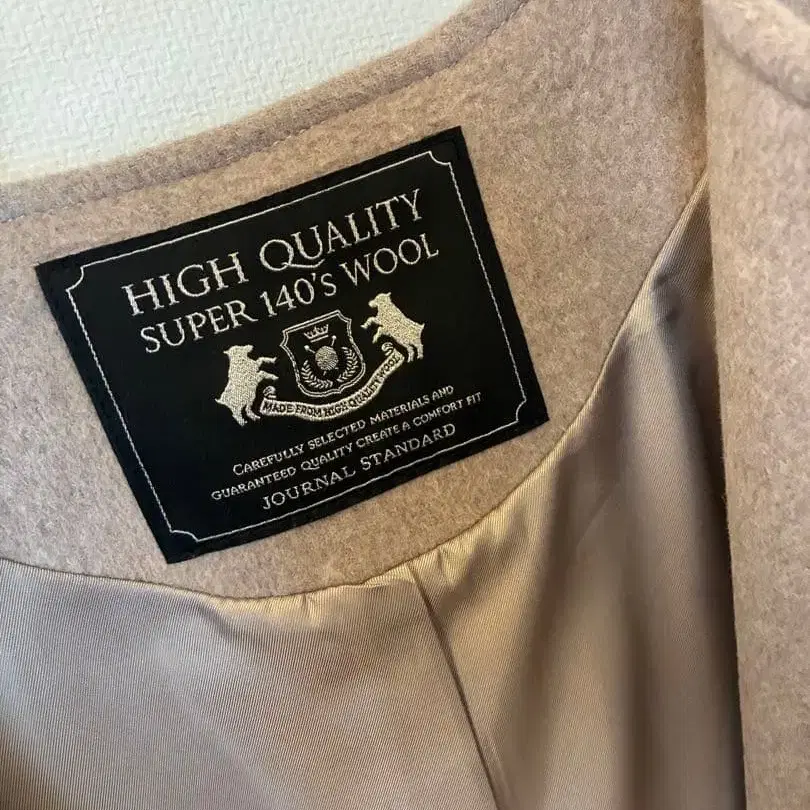 HIGH QUALITY
SUPER 140'S WOOL
MADE FROM HIGH QUALITY WOOL
CAREFULLY SELECTED MATERIALS AND
GUARANTEED QUALITY CREATE A COMFORT FIT
JOURNAL STANDARD